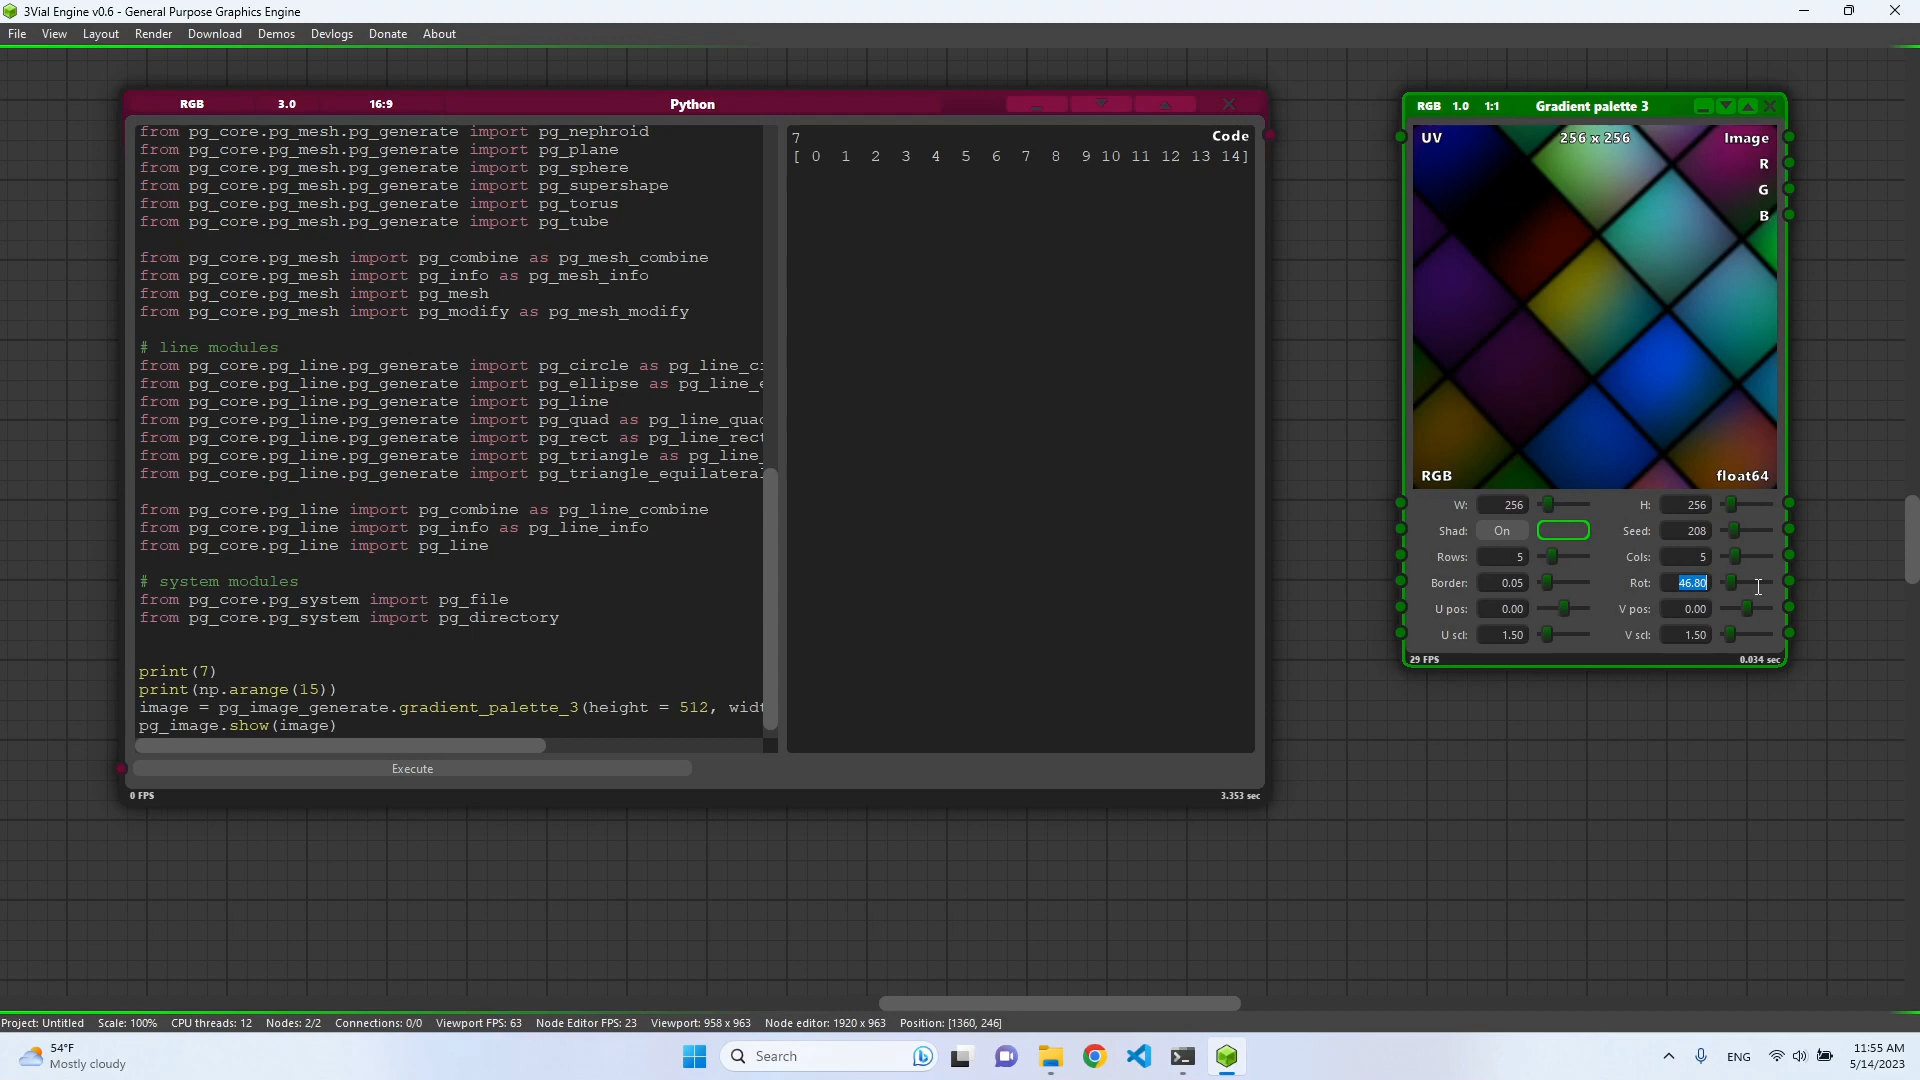 3Vial Engine v0.6 - General Purpose Graphics Engine
File View Layout Render Download Demos Devlogs Donate About
RGB 3.0 16:9 Python
from pg_core.pg_mesh.pg_generate import pg_nephroid
from pg_core.pg_mesh.pg_generate import pg_plane
from pg_core.pg_mesh.pg_generate import pg_sphere
from pg_core.pg_mesh.pg_generate import pg_supershape
from pg_core.pg_mesh.pg_generate import pg_torus
from pg_core.pg_mesh.pg_generate import pg_tube
from pg_core.pg_mesh import pg_combine as pg_mesh_combine
from pg_core.pg_mesh import pg_info as pg_mesh_info
from pg_core.pg_mesh import pg_mesh
from pg_core.pg_mesh import pg_modify as pg_mesh_modify
# line modules
from pg_core.pg_line.pg_generate import pg_circle as pg_line_ci
from pg_core.pg_line.pg_generate import pg_ellipse as pg_line_e
from pg_core.pg_line.pg_generate import pg_line
from pg_core.pg_line.pg_generate import pg_quad as pg_line_quad
from pg_core.pg_line.pg_generate import pg_rect as pg_line_rect
from pg_core.pg_line.pg_generate import pg_triangle as pg_line_
from pg_core.pg_line.pg_generate import pg_triangle_equilateral
from pg_core.pg_line import pg_combine as pg_line_combine
from pg_core.pg_line import pg_info as pg_line_info
from pg_core.pg_line import pg_line
# system modules
from pg_core.pg_system import pg_file
from pg_core.pg_system import pg_directory
print(7)
print(np.arange(15))
image = pg_image_generate.gradient_palette_3(height = 512, widt
pg_image.show(image)
Execute
0 FPS 3.353 sec
7 Code
[ 0 1 2 3 4 5 6 7 8 9 10 11 12 13 14]
RGB 1.0 1:1 Gradient palette 3
UV 256 x 256 Image
R
G
B
RGB float64
W: 256 H: 256
Shad: On Seed: 208
Rows: 5 Cols: 5
Border: 0.05 Rot: 46.80
U pos: 0.00 V pos: 0.00
U scl: 1.50 V scl: 1.50
29 FPS 0.034 sec
Project: Untitled Scale: 100% CPU threads: 12 Nodes: 2/2 Connections: 0/0 Viewport FPS: 63 Node Editor FPS: 23 Viewport: 958 x 963 Node editor: 1920 x 963 Position: [1360, 246]
54°F
Mostly cloudy
Search
ENG
11:55 AM
5/14/2023